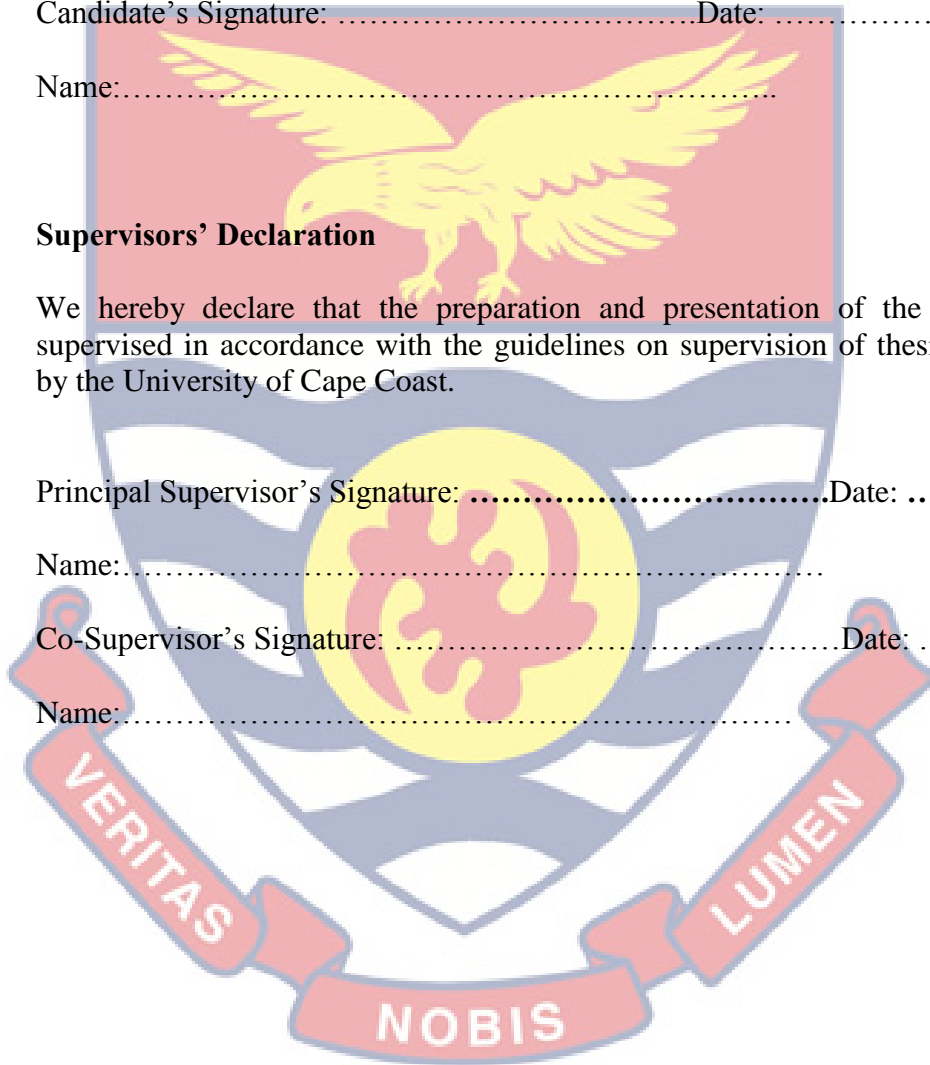 Candidate’s Signature: ……………………………….Date: …………….
Name:…………………………………………………………..
Supervisors’ Declaration
We hereby declare that the preparation and presentation of the
supervised in accordance with the guidelines on supervision of thes
by the University of Cape Coast.
Principal Supervisor’s Signature: ……………………………….Date: ..
Name:………………………………………………………………
Co-Supervisor’s Signature: ………………………………………Date: .
Name:……………………………………………………………
VERITAS
NOBIS
LUMEN